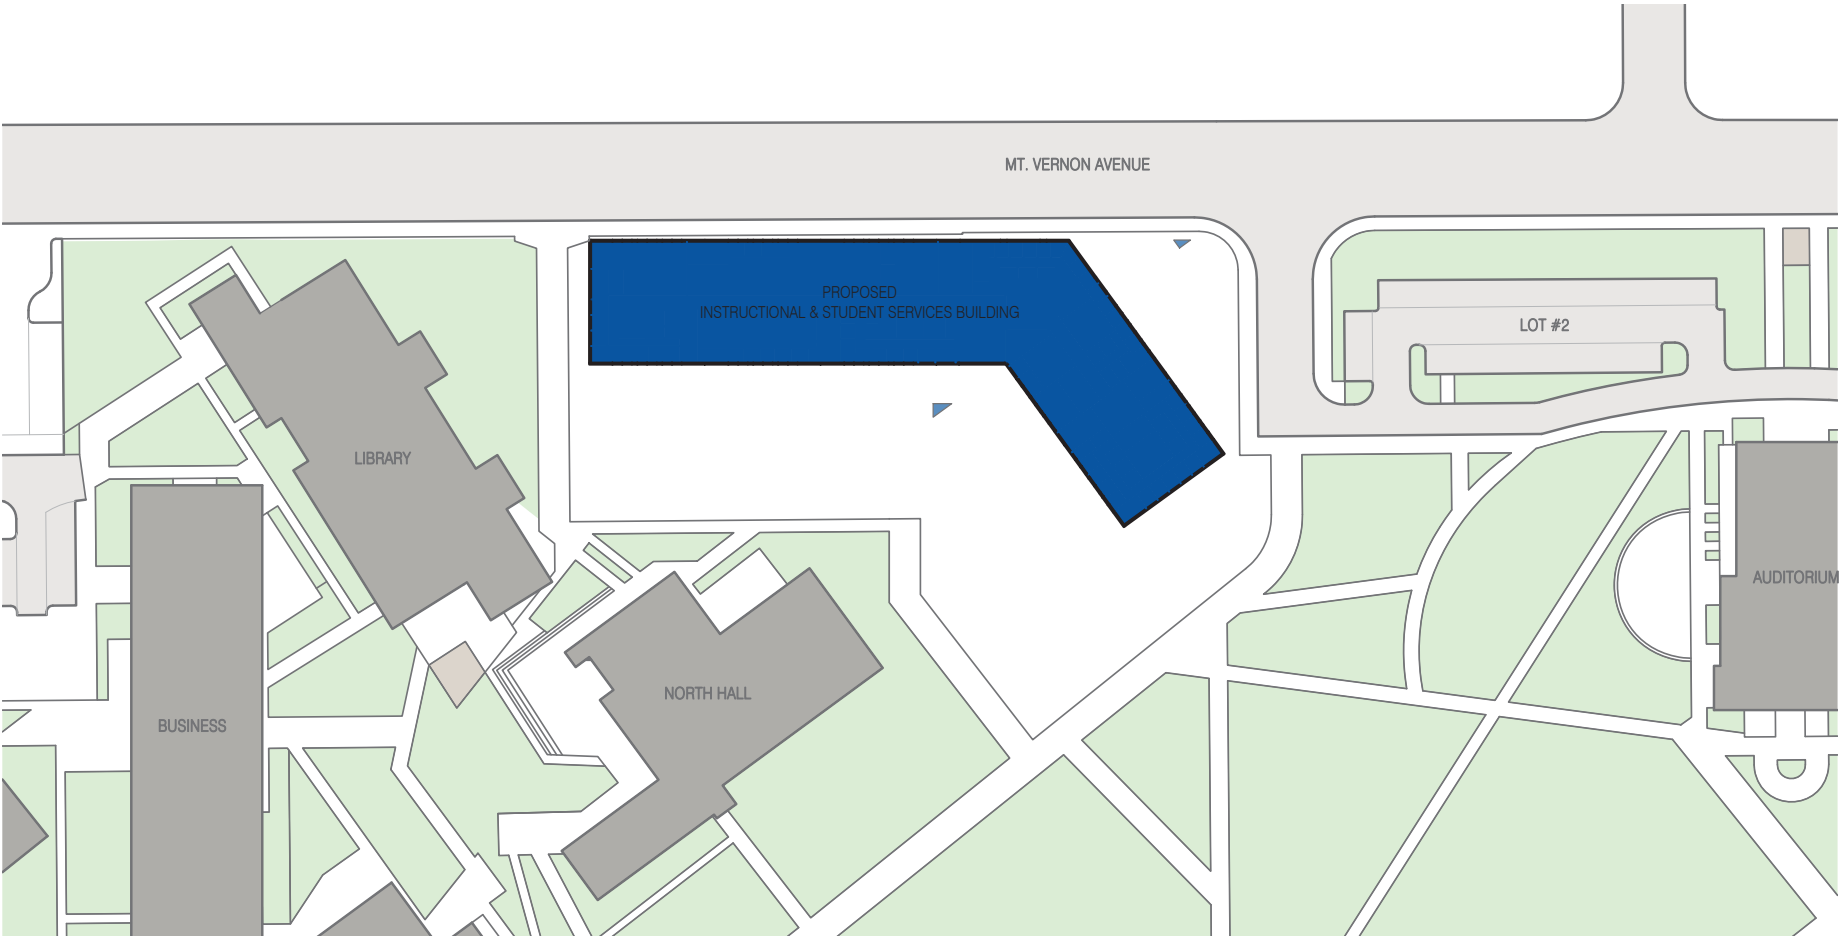 MT. VERNON AVENUE
PROPOSED
INSTRUCTIONAL & STUDENT SERVICES BUILDING
LOT #2
LIBRARY
AUDITORIUM
NORTH HALL
BUSINESS